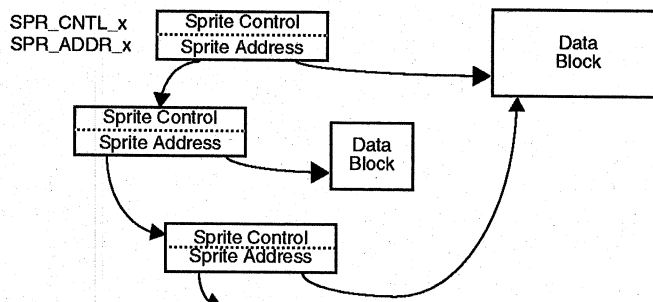 SPR_CNTL_x
SPR_ADDR_x
Sprite Control
Sprite Address
Data
Block
Sprite Control
Sprite Address
Data
Block
Sprite Control
Sprite Address